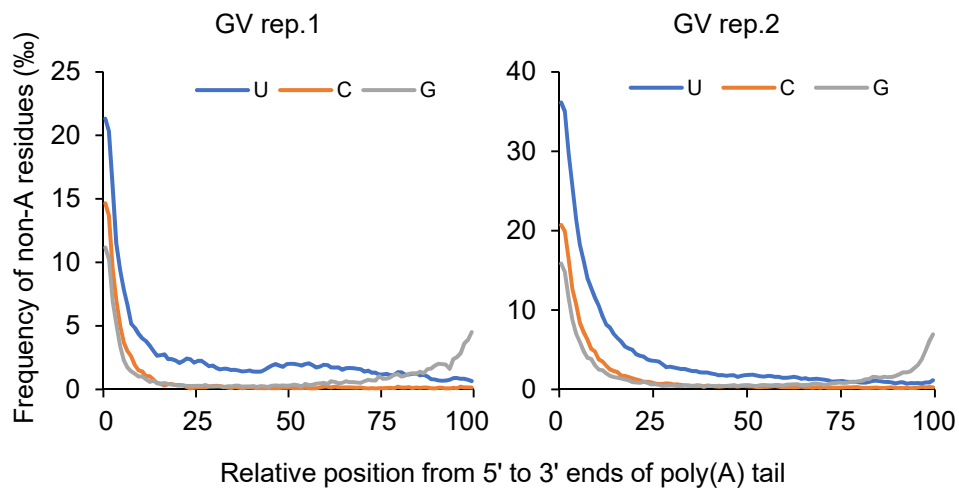 GV rep.1
GV rep.2
Frequency of non-A residues (‰)
25
20
15
10
5
0
U C G
0 25 50 75 100
40
30
20
10
0
U C G
0 25 50 75 100
Relative position from 5' to 3' ends of poly(A) tail